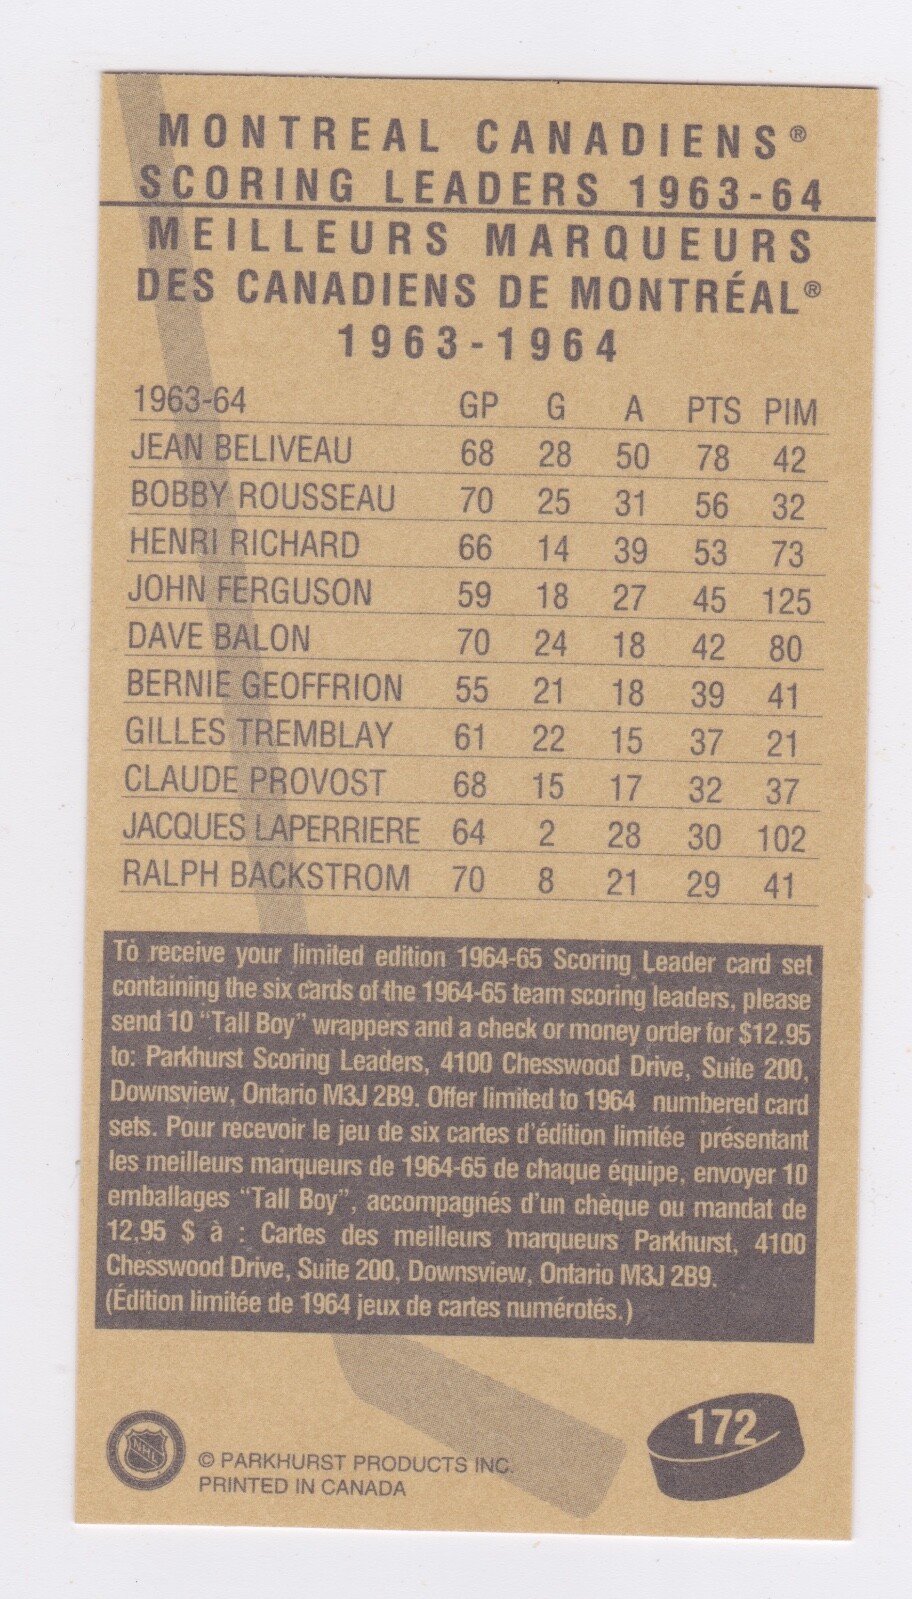 MONTREAL CANADIENS®
SCORING LEADERS 1963-64
MEILLEURS MARQUEURS
DES CANADIENS DE MONTRÉAL®
1963-1964
1963-64 GP G A PTS PIM
JEAN BELIVEAU 68 28 50 78 42
BOBBY ROUSSEAU 70 25 31 56 32
HENRI RICHARD 66 14 39 53 73
JOHN FERGUSON 59 18 27 45 125
DAVE BALON 70 24 18 42 80
BERNIE GEOFFRION 55 21 18 39 41
GILLES TREMBLAY 61 22 15 37 21
CLAUDE PROVOST 68 15 17 32 37
JACQUES LAPERRIERE 64 2 28 30 102
RALPH BACKSTROM 70 8 21 29 41
To receive your limited edition 1964-65 Scoring Leader card set
containing the six cards of the 1964-65 team scoring leaders, please
send 10 “Tall Boy” wrappers and a check or money order for $12.95
to: Parkhurst Scoring Leaders, 4100 Chesswood Drive, Suite 200,
Downsview, Ontario M3J 2B9. Offer limited to 1964 numbered card
sets. Pour recevoir le jeu de six cartes d’édition limitée présentant
les meilleurs marqueurs de 1964-65 de chaque équipe, envoyer 10
emballages “Tall Boy”, accompagnés d’un chèque ou mandat de
12,95 $ à : Cartes des meilleurs marqueurs Parkhurst, 4100
Chesswood Drive, Suite 200, Downsview, Ontario M3J 2B9.
(Édition limitée de 1964 jeux de cartes numérotés.)
172
NHL
© PARKHURST PRODUCTS INC.
PRINTED IN CANADA